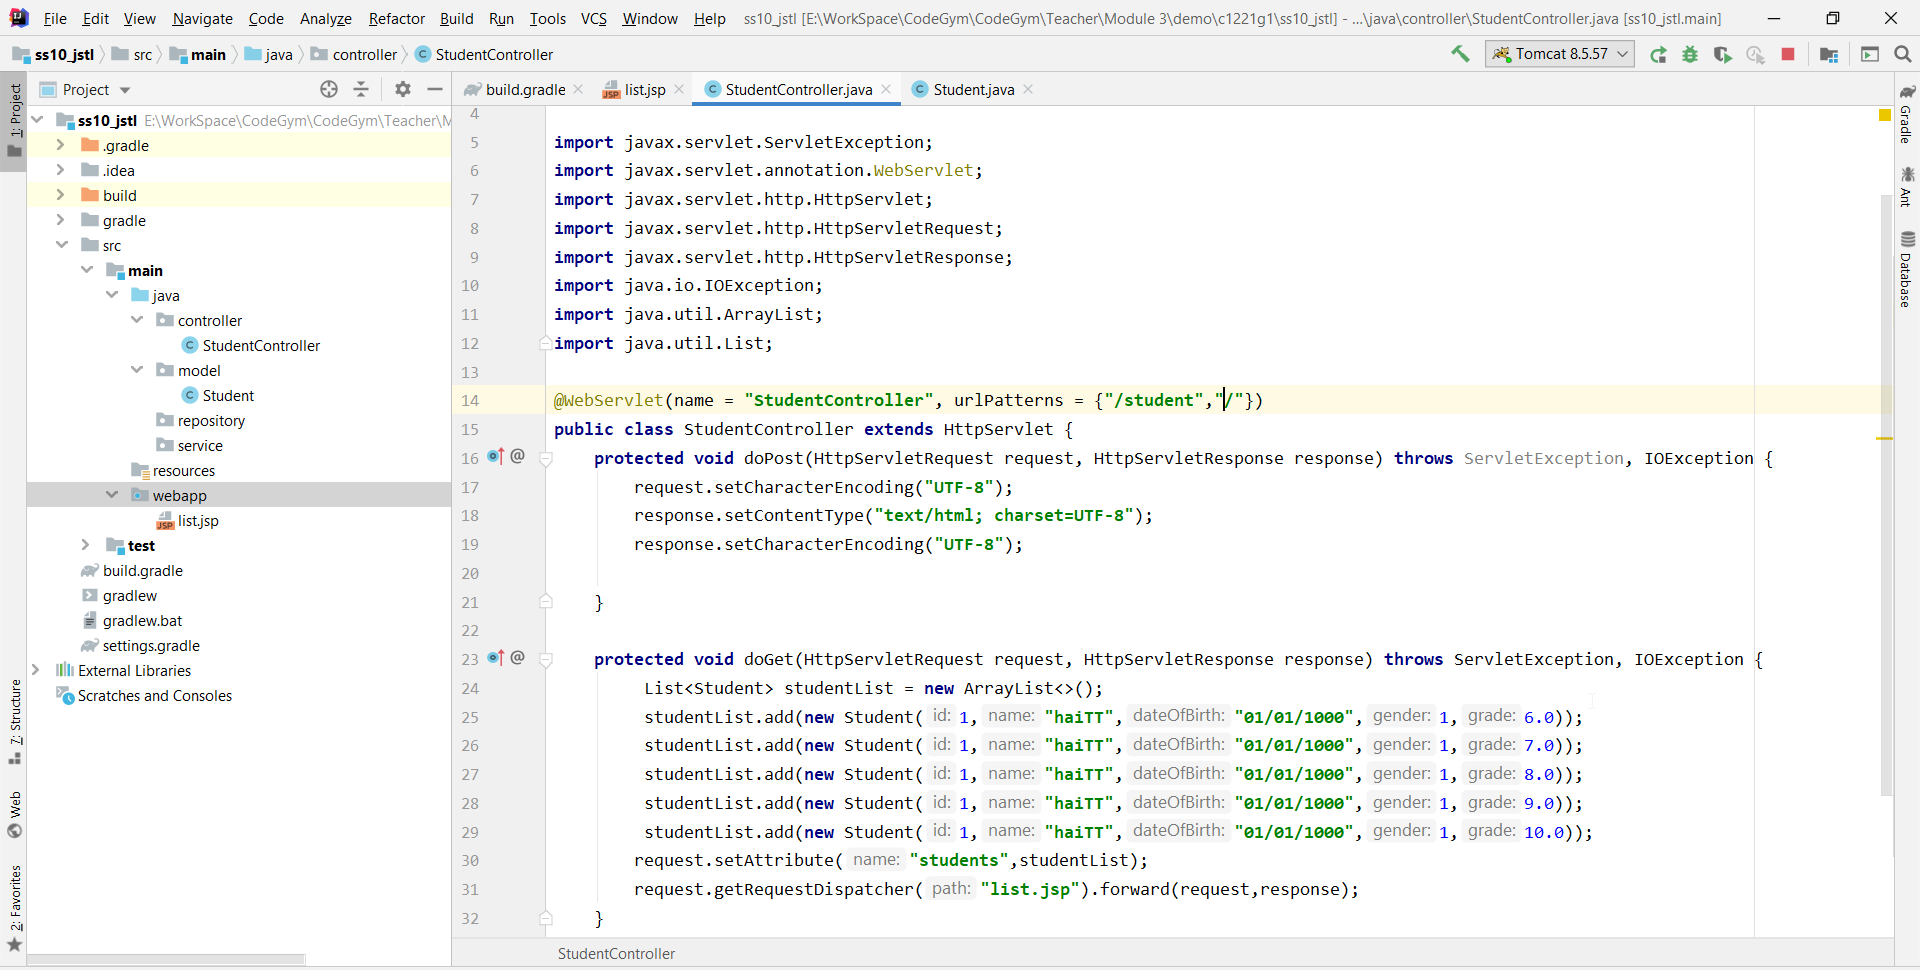 File Edit View Navigate Code Analyze Refactor Build Run Tools VCS Window Help ss10_jstl [E:\WorkSpace\CodeGym\CodeGym\Teacher\Module 3\demo\c1221g1\ss10_jstl] - ...\java\controller\StudentController.java [ss10_jstl.main]
ss10_jstl src main java controller StudentController Tomcat 8.5.57
Project build.gradle list.jsp StudentController.java Student.java
1: Project
7: Structure
Web
2: Favorites
ss10_jstl E:\WorkSpace\CodeGym\CodeGym\Teacher\M
.gradle
.idea
build
gradle
src
main
java
controller
StudentController
model
Student
repository
service
resources
webapp
list.jsp
test
build.gradle
gradlew
gradlew.bat
settings.gradle
External Libraries
Scratches and Consoles
4
5 import javax.servlet.ServletException;
6 import javax.servlet.annotation.WebServlet;
7 import javax.servlet.http.HttpServlet;
8 import javax.servlet.http.HttpServletRequest;
9 import javax.servlet.http.HttpServletResponse;
10 import java.io.IOException;
11 import java.util.ArrayList;
12 import java.util.List;
13
14 @WebServlet(name = "StudentController", urlPatterns = {"/student","/"})
15 public class StudentController extends HttpServlet {
16 @ protected void doPost(HttpServletRequest request, HttpServletResponse response) throws ServletException, IOException {
17 request.setCharacterEncoding("UTF-8");
18 response.setContentType("text/html; charset=UTF-8");
19 response.setCharacterEncoding("UTF-8");
20
21 }
22
23 @ protected void doGet(HttpServletRequest request, HttpServletResponse response) throws ServletException, IOException {
24 List<Student> studentList = new ArrayList<>();
25 studentList.add(new Student( id: 1, name: "haiTT", dateOfBirth: "01/01/1000", gender: 1, grade: 6.0));
26 studentList.add(new Student( id: 1, name: "haiTT", dateOfBirth: "01/01/1000", gender: 1, grade: 7.0));
27 studentList.add(new Student( id: 1, name: "haiTT", dateOfBirth: "01/01/1000", gender: 1, grade: 8.0));
28 studentList.add(new Student( id: 1, name: "haiTT", dateOfBirth: "01/01/1000", gender: 1, grade: 9.0));
29 studentList.add(new Student( id: 1, name: "haiTT", dateOfBirth: "01/01/1000", gender: 1, grade: 10.0));
30 request.setAttribute( name: "students",studentList);
31 request.getRequestDispatcher( path: "list.jsp").forward(request,response);
32 }
StudentController
Gradle
Ant
Database